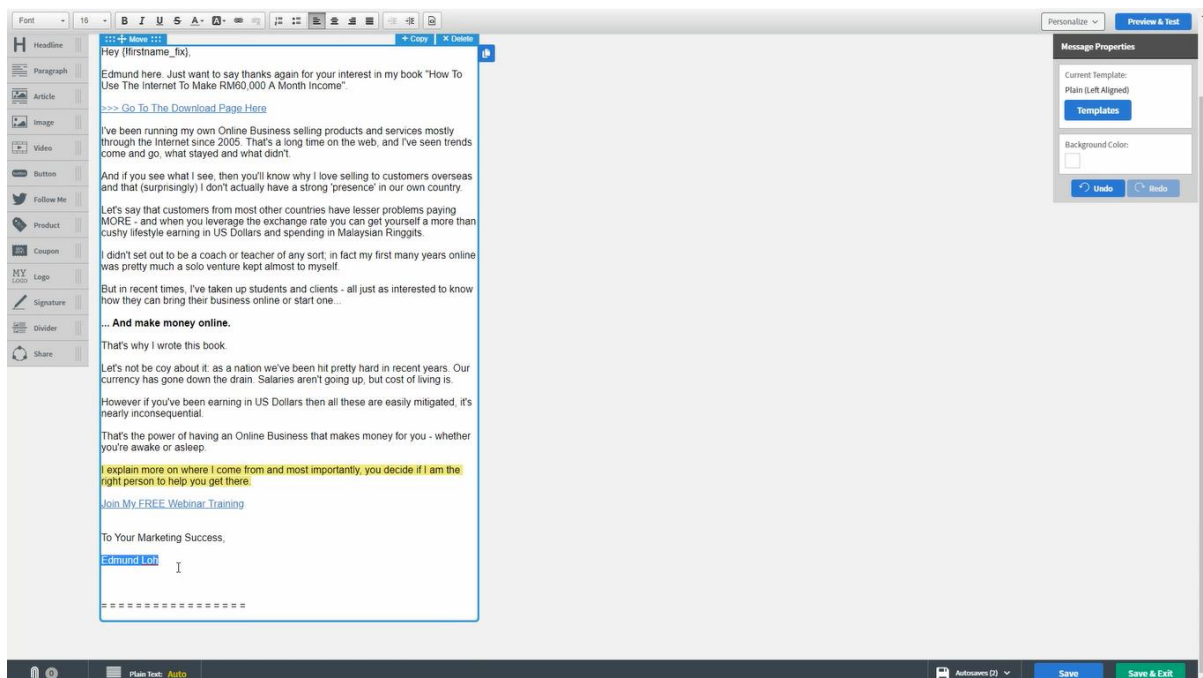 Font 16 B I U S A A
Personalize Preview & Test
Headline
Paragraph
Article
Image
Video
Button
Follow Me
Product
Coupon
MY LOGO Logo
Signature
Divider
Share
Move + Copy X Delete
Hey {!firstname_fix},
Edmund here. Just want to say thanks again for your interest in my book "How To
Use The Internet To Make RM60,000 A Month Income".
>>> Go To The Download Page Here
I've been running my own Online Business selling products and services mostly
through the Internet since 2005. That's a long time on the web, and I've seen trends
come and go, what stayed and what didn't.
And if you see what I see, then you'll know why I love selling to customers overseas
and that (surprisingly) I don't actually have a strong 'presence' in our own country.
Let's say that customers from most other countries have lesser problems paying
MORE - and when you leverage the exchange rate you can get yourself a more than
cushy lifestyle earning in US Dollars and spending in Malaysian Ringgits.
I didn't set out to be a coach or teacher of any sort; in fact my first many years online
was pretty much a solo venture kept almost to myself.
But in recent times, I've taken up students and clients - all just as interested to know
how they can bring their business online or start one...
... And make money online.
That's why I wrote this book.
Let's not be coy about it: as a nation we've been hit pretty hard in recent years. Our
currency has gone down the drain. Salaries aren't going up, but cost of living is.
However if you've been earning in US Dollars then all these are easily mitigated, it's
nearly inconsequential.
That's the power of having an Online Business that makes money for you - whether
you're awake or asleep.
I explain more on where I come from and most importantly, you decide if I am the
right person to help you get there.
Join My FREE Webinar Training
To Your Marketing Success,
Edmund Loh
= = = = = = = = = = = = = = = = =
Message Properties
Current Template:
Plain (Left Aligned)
Templates
Background Color:
Undo Redo
0 Plain Text: Auto
Autosaves (2) Save Save & Exit